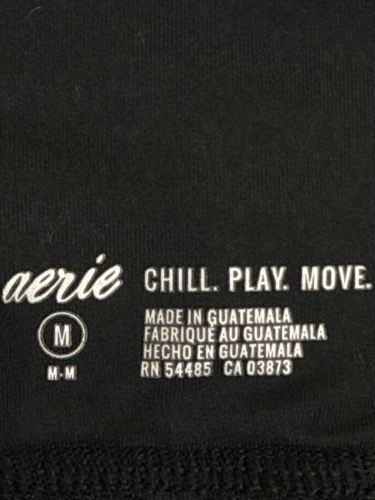 aerie CHILL. PLAY. MOVE.
M
M-M
MADE IN GUATEMALA
FABRIQUÉ AU GUATEMALA
HECHO EN GUATEMALA
RN 54485 CA 03873